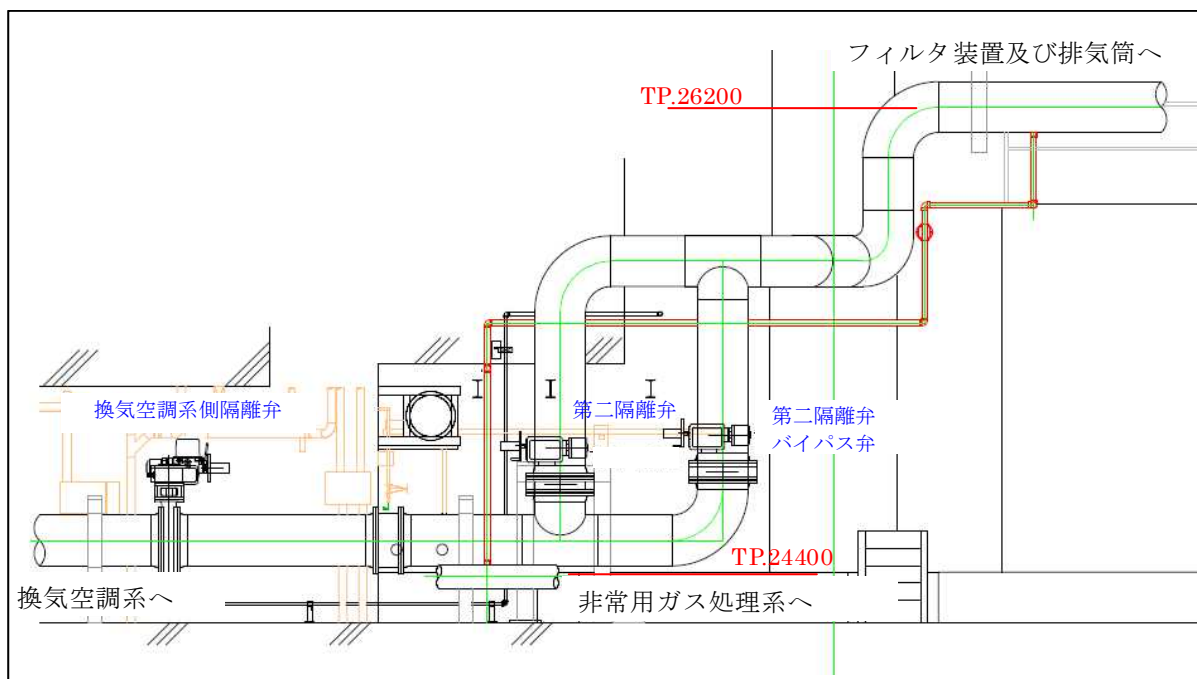 フィルタ装置及び排気筒へ
TP.26200
換気空調系側隔離弁
第二隔離弁
第二隔離弁
バイパス弁
TP.24400
換気空調系へ
非常用ガス処理系へ